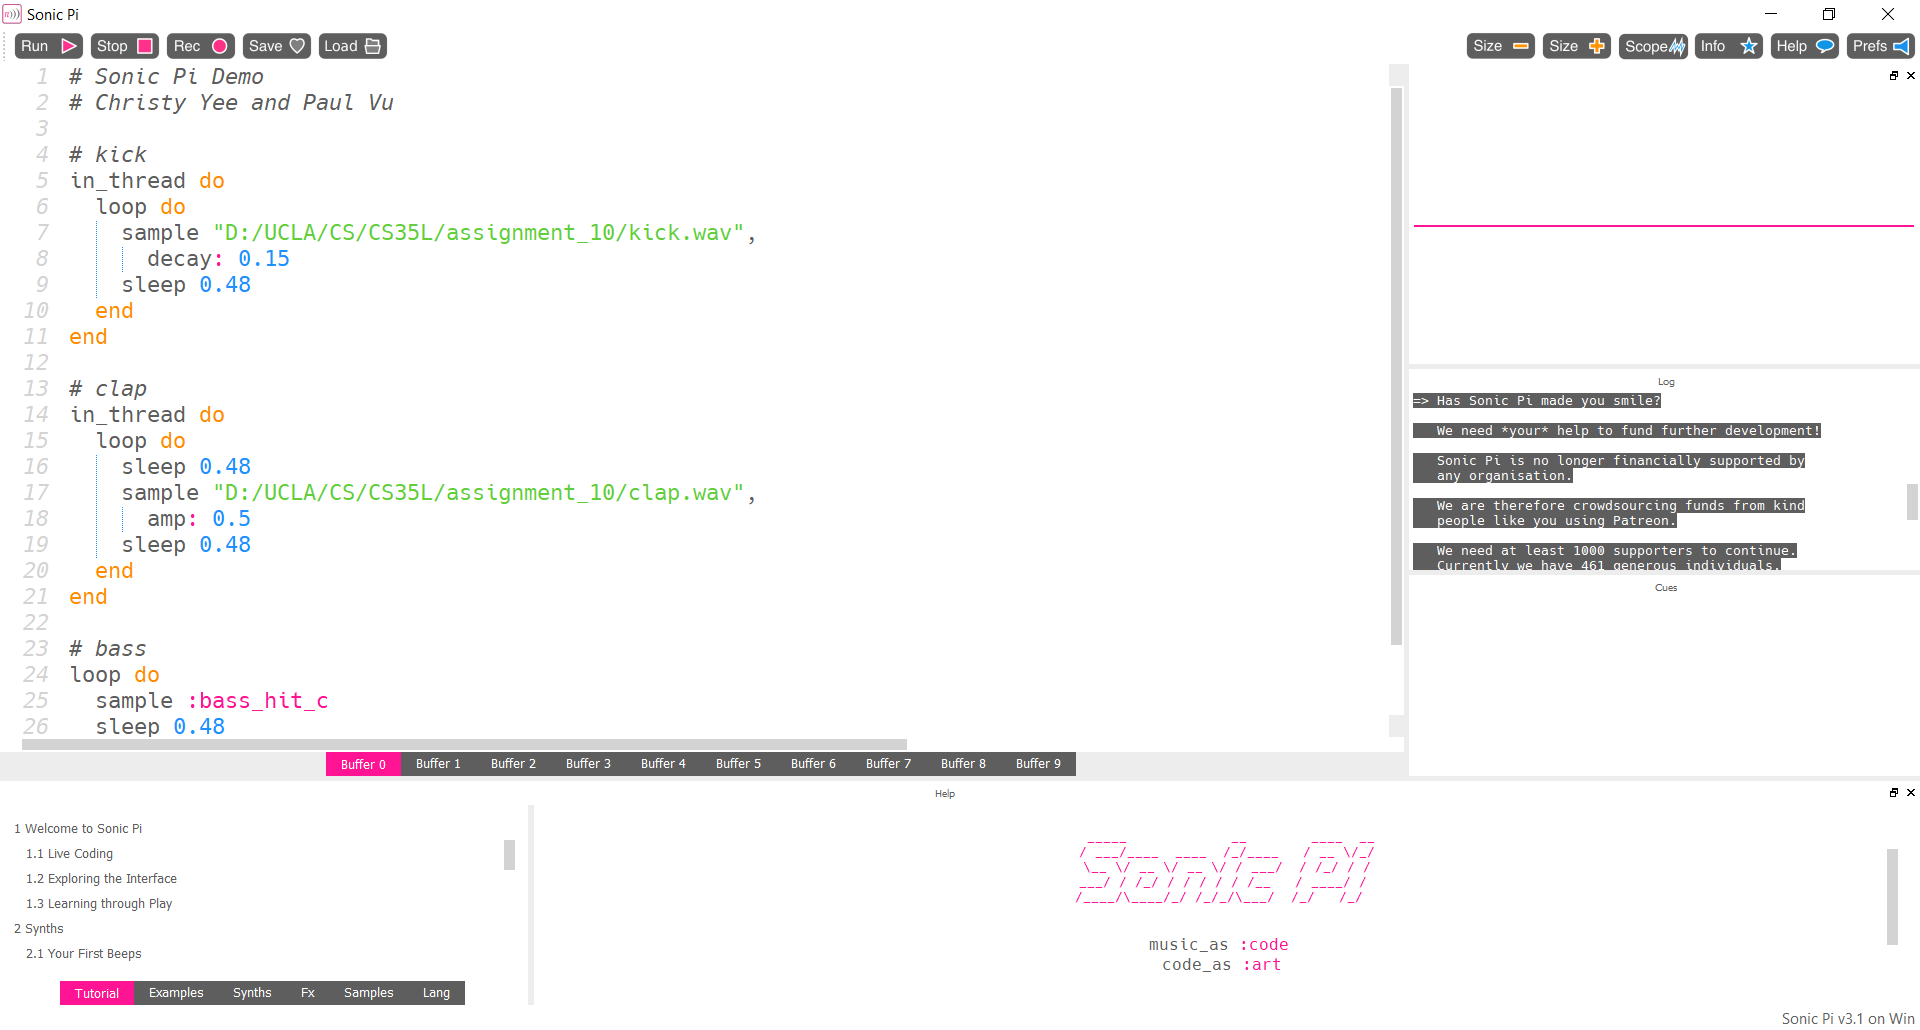 Sonic Pi
Run Stop Rec Save Load Size Size Scope Info Help Prefs
1 # Sonic Pi Demo
2 # Christy Yee and Paul Vu
3
4 # kick
5 in_thread do
6 loop do
7 sample "D:/UCLA/CS/CS35L/assignment_10/kick.wav",
8 decay: 0.15
9 sleep 0.48
10 end
11 end
12
13 # clap
14 in_thread do
15 loop do
16 sleep 0.48
17 sample "D:/UCLA/CS/CS35L/assignment_10/clap.wav",
18 amp: 0.5
19 sleep 0.48
20 end
21 end
22
23 # bass
24 loop do
25 sample :bass_hit_c
26 sleep 0.48
Buffer 0 Buffer 1 Buffer 2 Buffer 3 Buffer 4 Buffer 5 Buffer 6 Buffer 7 Buffer 8 Buffer 9
Log
=> Has Sonic Pi made you smile?
We need *your* help to fund further development!
Sonic Pi is no longer financially supported by
any organisation.
We are therefore crowdsourcing funds from kind
people like you using Patreon.
We need at least 1000 supporters to continue.
Currently we have 461 generous individuals.
Cues
Help
1 Welcome to Sonic Pi
1.1 Live Coding
1.2 Exploring the Interface
1.3 Learning through Play
2 Synths
2.1 Your First Beeps
Tutorial Examples Synths Fx Samples Lang
Sonic Pi
music_as :code
code_as :art
Sonic Pi v3.1 on Win